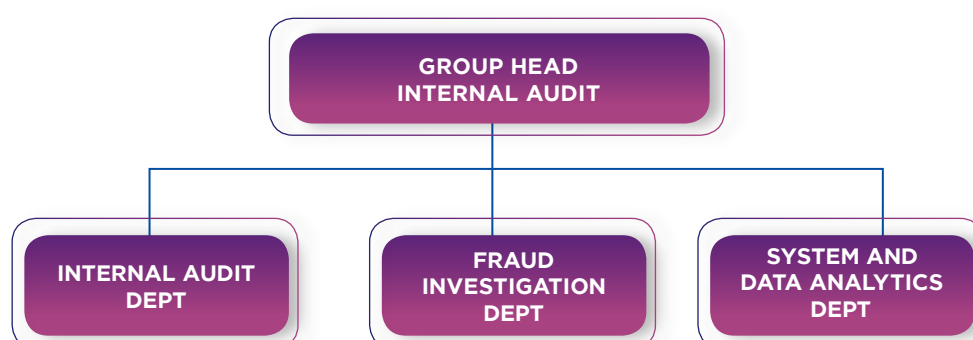 GROUP HEAD
INTERNAL AUDIT
INTERNAL AUDIT
DEPT
FRAUD
INVESTIGATION
DEPT
SYSTEM AND
DATA ANALYTICS
DEPT